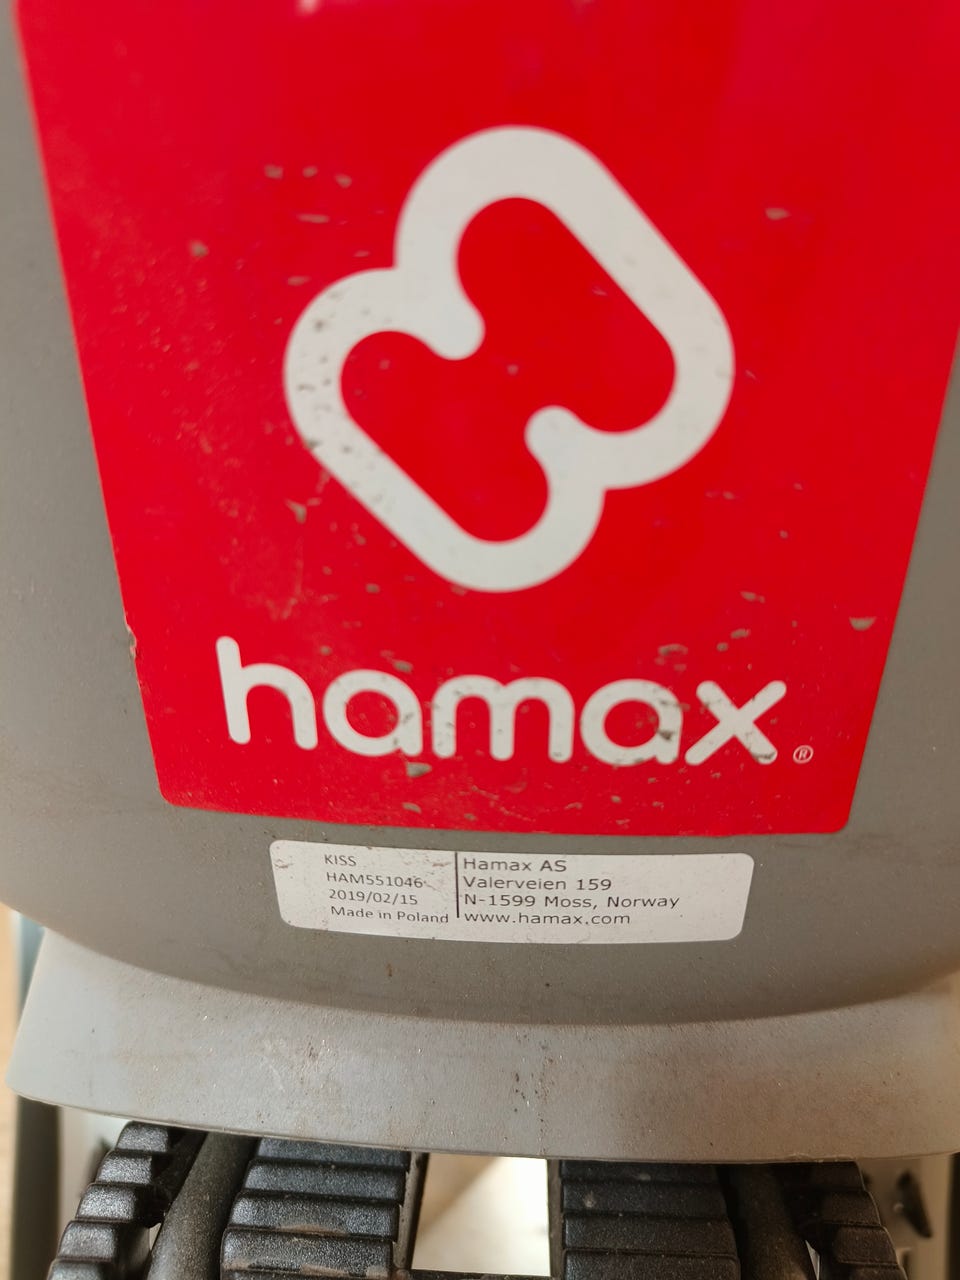 hamax®
KISS
HAM551046
2019/02/15
Made in Poland
Hamax AS
Valerveien 159
N-1599 Moss, Norway
www.hamax.com